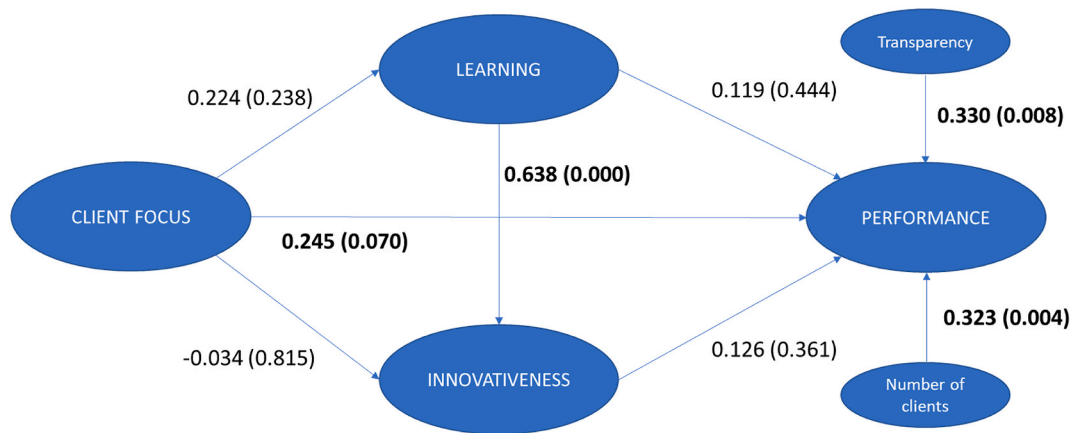 Transparency
LEARNING
0.224 (0.238)
0.119 (0.444)
0.330 (0.008)
0.638 (0.000)
CLIENT FOCUS
PERFORMANCE
0.245 (0.070)
0.323 (0.004)
-0.034 (0.815)
0.126 (0.361)
INNOVATIVENESS
Number of
clients